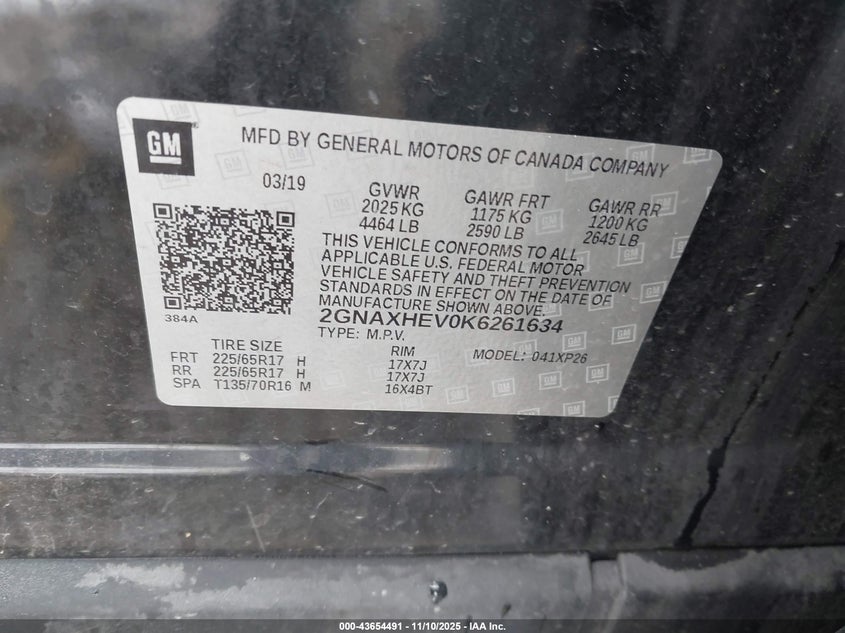 GM
MFD BY GENERAL MOTORS OF CANADA COMPANY
03/19
GVWR
2025 KG
4464 LB
GAWR FRT
1175 KG
2590 LB
GAWR RR
1200 KG
2645 LB
THIS VEHICLE CONFORMS TO ALL
APPLICABLE U.S. FEDERAL MOTOR
VEHICLE SAFETY AND THEFT PREVENTION
STANDARDS IN EFFECT ON THE DATE OF
MANUFACTURE SHOWN ABOVE.
384A
2GNAXHEV0K6261634
TYPE: M.P.V.
TIRE SIZE
RIM
MODEL: 041XP26
FRT 225/65R17 H 17X7J
RR 225/65R17 H 17X7J
SPA T135/70R16 M 16X4BT
000-43654491 - 11/10/2025 - IAA Inc.